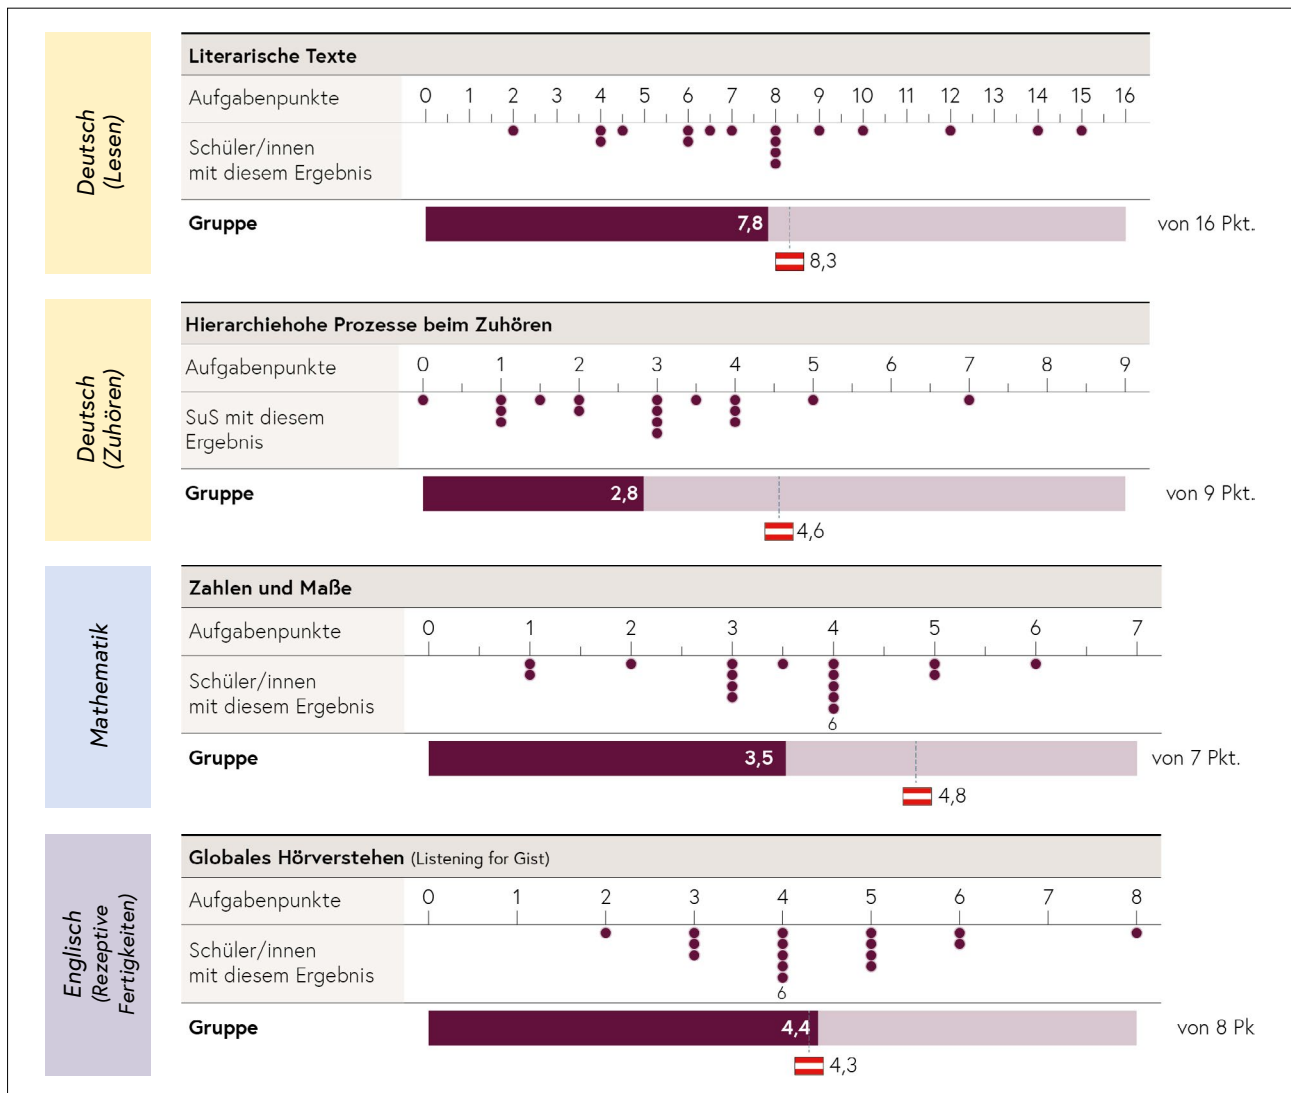 Deutsch
(Lesen)
Literarische Texte
Aufgabenpunkte 0 1 2 3 4 5 6 7 8 9 10 11 12 13 14 15 16
Schüler/innen
mit diesem Ergebnis
Gruppe 7,8 von 16 Pkt.
8,3
Deutsch
(Zuhören)
Hierarchiehohe Prozesse beim Zuhören
Aufgabenpunkte 0 1 2 3 4 5 6 7 8 9
SuS mit diesem
Ergebnis
Gruppe 2,8 von 9 Pkt.
4,6
Mathematik
Zahlen und Maße
Aufgabenpunkte 0 1 2 3 4 5 6 7
Schüler/innen
mit diesem Ergebnis
6
Gruppe 3,5 von 7 Pkt.
4,8
Englisch
(Rezeptive
Fertigkeiten)
Globales Hörverstehen (Listening for Gist)
Aufgabenpunkte 0 1 2 3 4 5 6 7 8
Schüler/innen
mit diesem Ergebnis
6
Gruppe 4,4 von 8 Pk
4,3